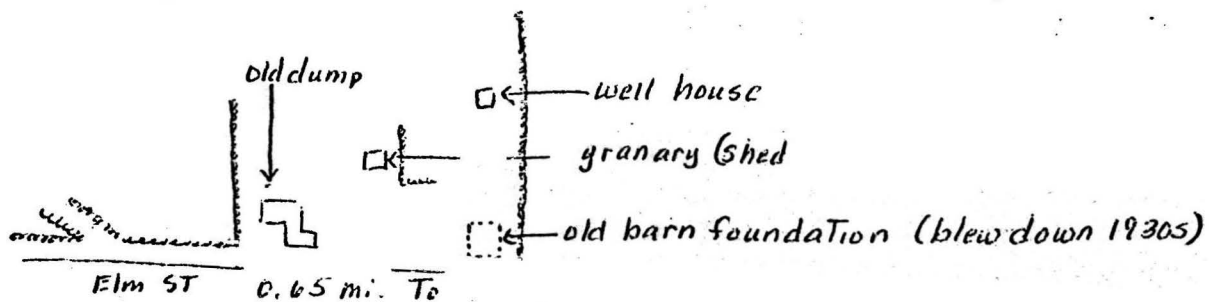 old dump
well house
granary (shed
old barn foundation (blew down 1930s)
Elm ST 0.65 mi. To